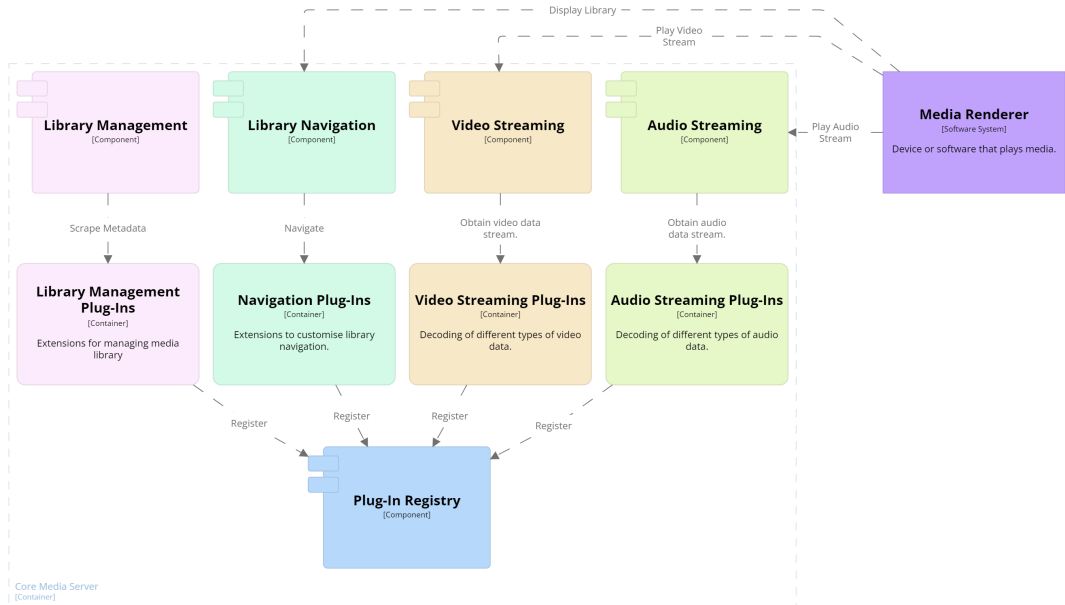 Display Library
Play Video
Stream
Library Management
[Component]
Library Navigation
[Component]
Video Streaming
[Component]
Audio Streaming
[Component]
Play Audio
Stream
Media Renderer
[Software System]
Device or software that plays media.
Scrape Metadata
Navigate
Obtain video data
stream.
Obtain audio
data stream.
Library Management
Plug-Ins
[Container]
Extensions for managing media
library
Navigation Plug-Ins
[Container]
Extensions to customise library
navigation.
Video Streaming Plug-Ins
[Container]
Decoding of different types of video
data.
Audio Streaming Plug-Ins
[Container]
Decoding of different types of audio
data.
Register
Register
Register
Register
Plug-In Registry
[Component]
Core Media Server
[Container]